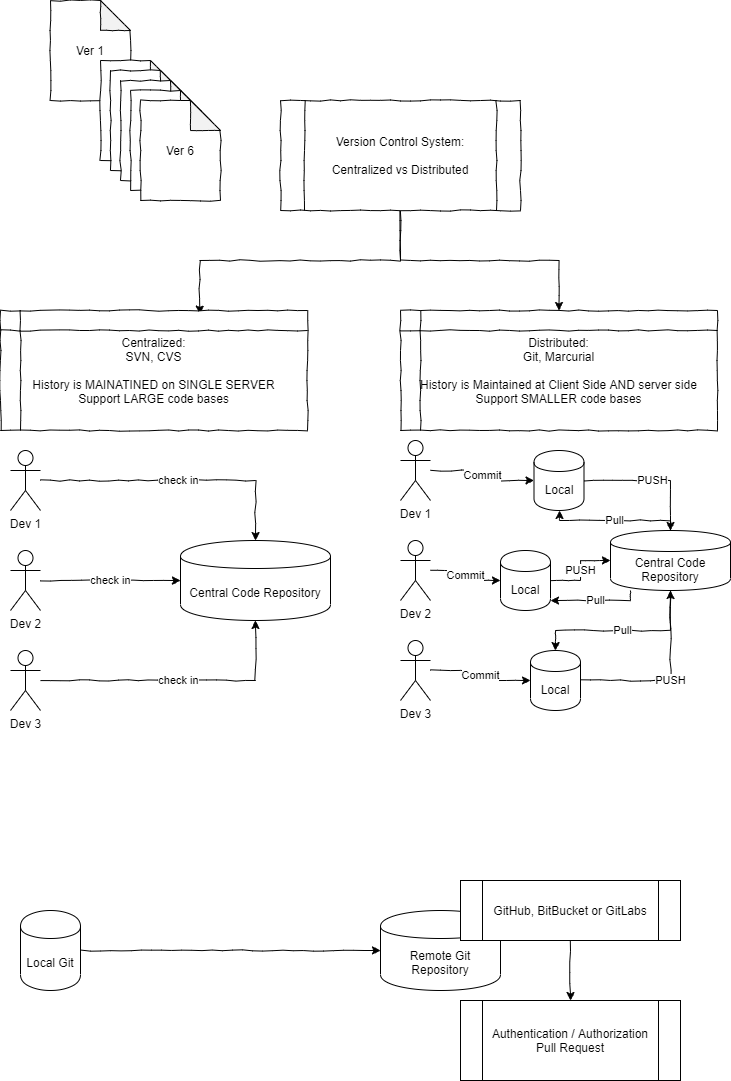 Ver 1
Ver 6
Version Control System:
Centralized vs Distributed
Centralized:
SVN, CVS
History is MAINATINED on SINGLE SERVER
Support LARGE code bases
Distributed:
Git, Marcurial
History is Maintained at Client Side AND server side
Support SMALLER code bases
Dev 1
check in
Dev 2
check in
Dev 3
check in
Central Code Repository
Dev 1
Commit
Local
PUSH
Pull
Dev 2
Commit
Local
PUSH
Pull
Central Code
Repository
Dev 3
Commit
Local
Pull
PUSH
Local Git
Remote Git
Repository
GitHub, BitBucket or GitLabs
Authentication / Authorization
Pull Request